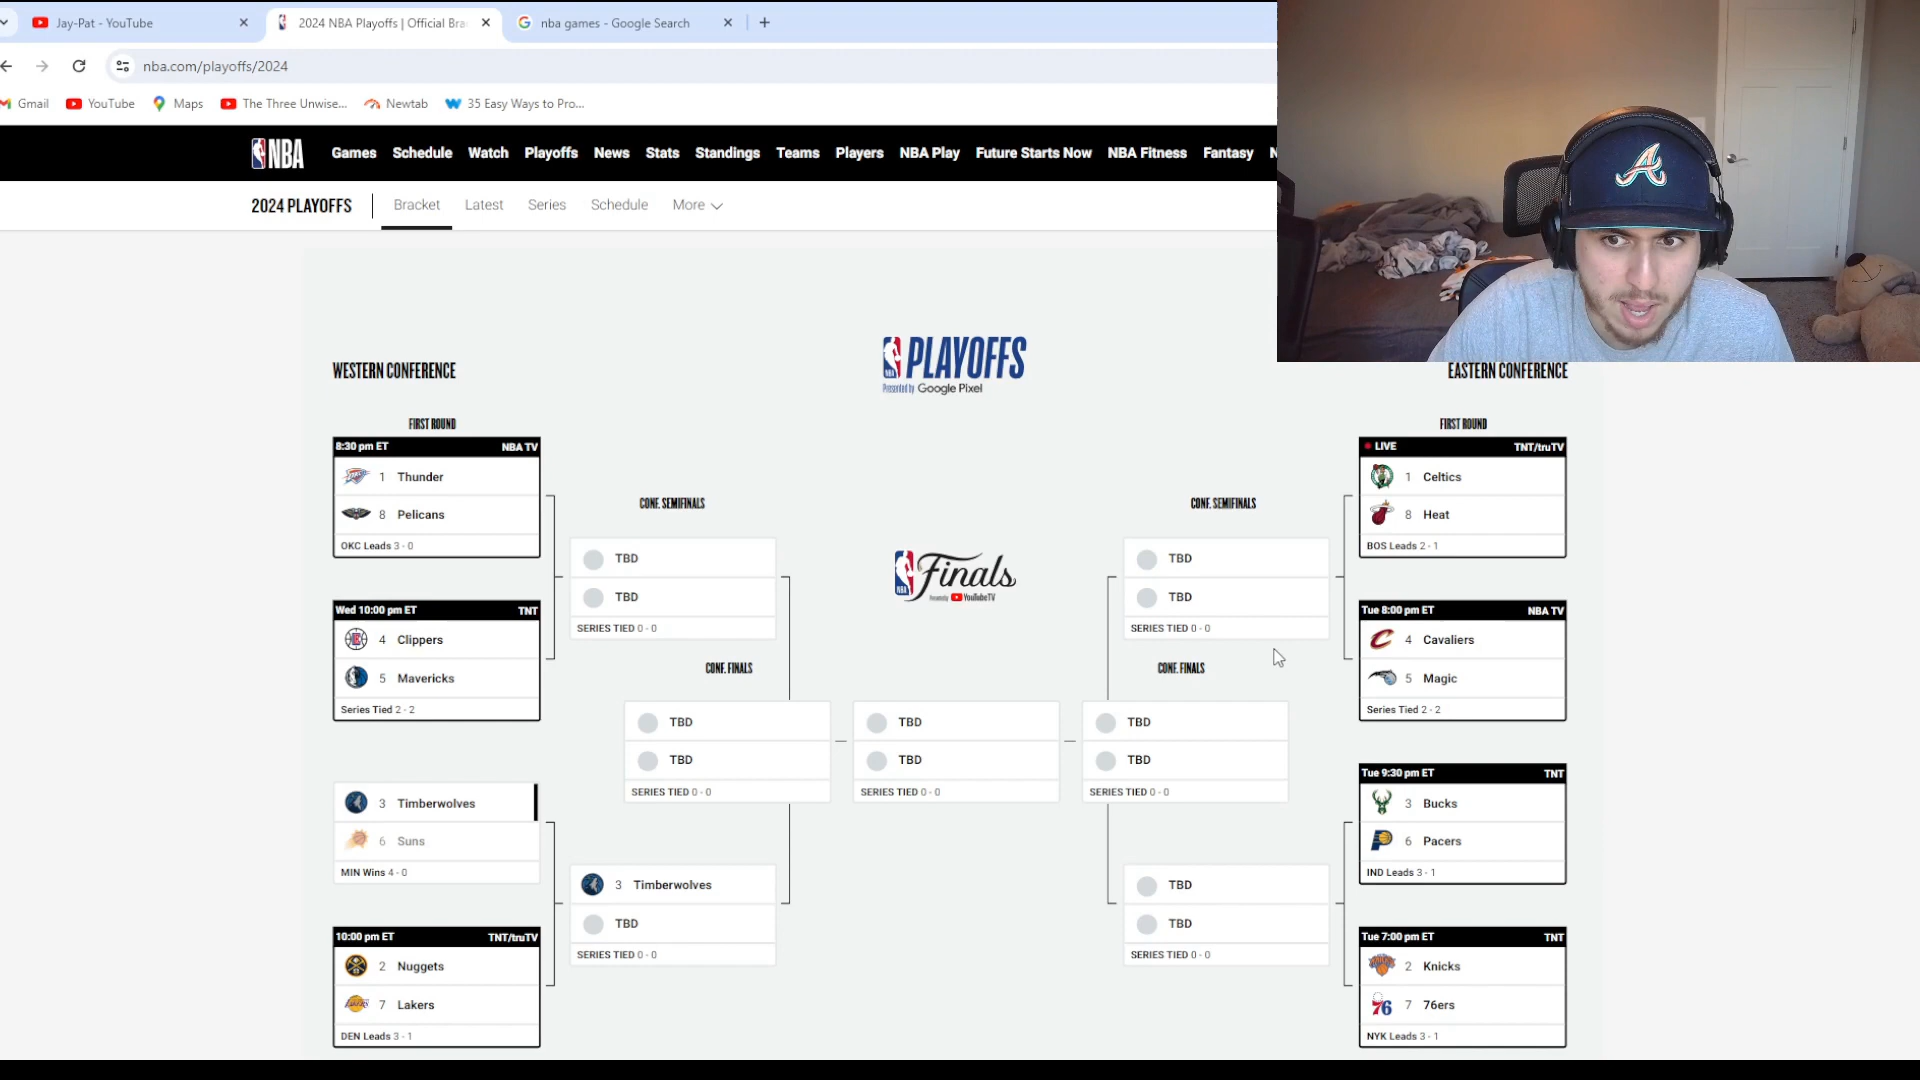 Jay-Pat - YouTube
2024 NBA Playoffs | Official Bra
nba games - Google Search
nba.com/playoffs/2024
Gmail
YouTube
Maps
The Three Unwise...
Newtab
35 Easy Ways to Pro...
NBA
Games
Schedule
Watch
Playoffs
News
Stats
Standings
Teams
Players
NBA Play
Future Starts Now
NBA Fitness
Fantasy
N
2024 PLAYOFFS
Bracket
Latest
Series
Schedule
More
PLAYOFFS
Presented by Google Pixel
WESTERN CONFERENCE
EASTERN CONFERENCE
FIRST ROUND
8:30 pm ET NBA TV
1 Thunder
8 Pelicans
OKC Leads 3 - 0
Wed 10:00 pm ET TNT
4 Clippers
5 Mavericks
Series Tied 2 - 2
3 Timberwolves
6 Suns
MIN Wins 4 - 0
10:00 pm ET TNT/truTV
2 Nuggets
7 Lakers
DEN Leads 3 - 1
CONF. SEMIFINALS
TBD
TBD
SERIES TIED 0 - 0
CONF. FINALS
TBD
TBD
SERIES TIED 0 - 0
3 Timberwolves
TBD
SERIES TIED 0 - 0
NBA
Finals
Presented by YouTube TV
TBD
TBD
SERIES TIED 0 - 0
CONF. SEMIFINALS
TBD
TBD
SERIES TIED 0 - 0
CONF. FINALS
TBD
TBD
SERIES TIED 0 - 0
TBD
TBD
SERIES TIED 0 - 0
FIRST ROUND
LIVE TNT/truTV
1 Celtics
8 Heat
BOS Leads 2 - 1
Tue 8:00 pm ET NBA TV
4 Cavaliers
5 Magic
Series Tied 2 - 2
Tue 9:30 pm ET TNT
3 Bucks
6 Pacers
IND Leads 3 - 1
Tue 7:00 pm ET TNT
2 Knicks
76 7 76ers
NYK Leads 3 - 1
A